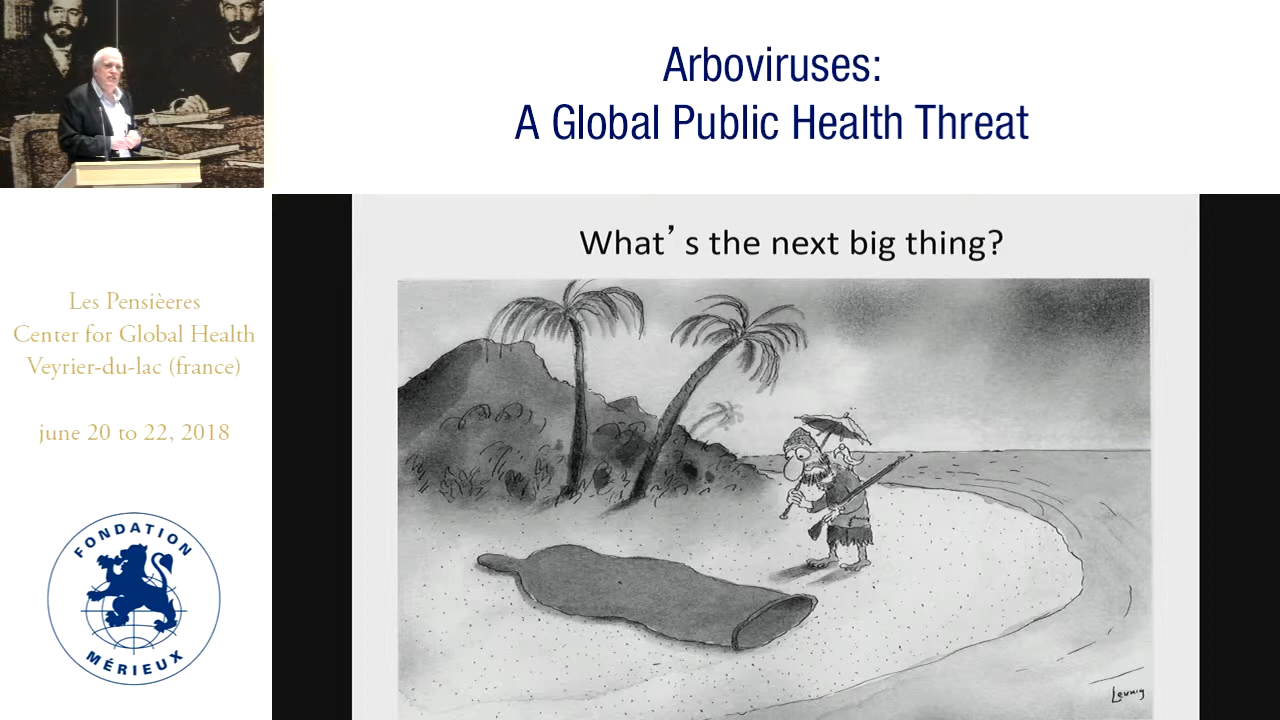 Arboviruses:
A Global Public Health Threat
What's the next big thing?
Les Pensièeres
Center for Global Health
Veyrier-du-lac (france)
june 20 to 22, 2018
FONDATION
MÉRIEUX
Leunig